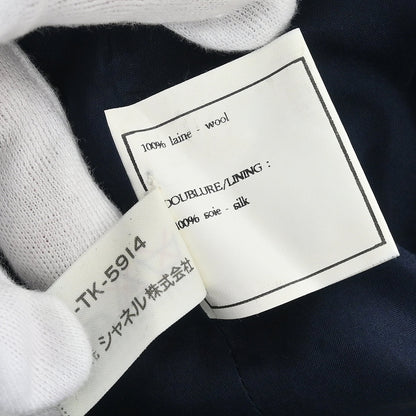 100% laine - wool
DOUBLURE/LINING :
100% soie - silk
-TK-5914
シャネル株式会社